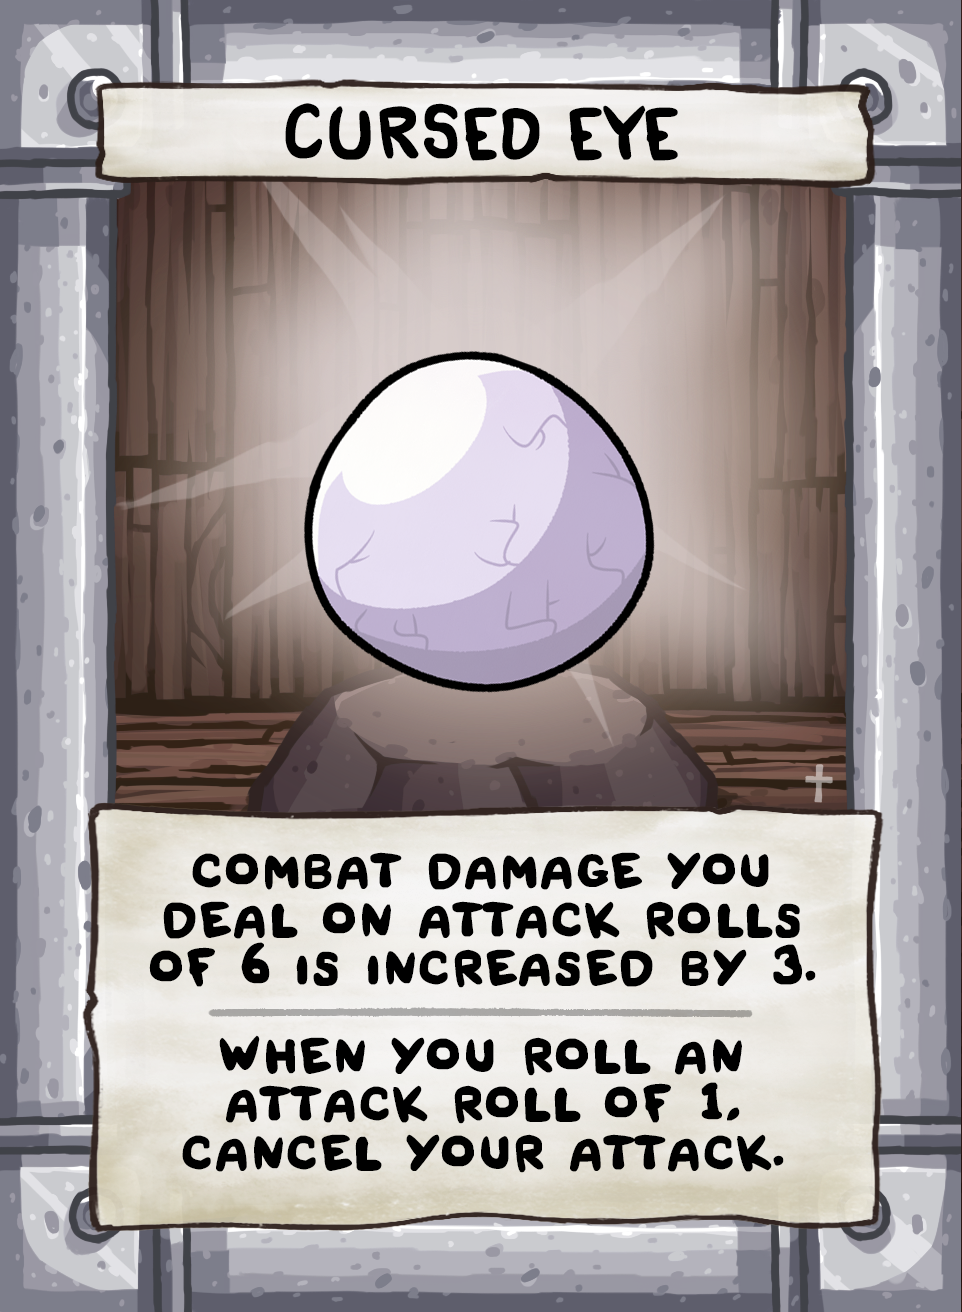 CURSED EYE
COMBAT DAMAGE YOU
DEAL ON ATTACK ROLLS
OF 6 IS INCREASED BY 3.
WHEN YOU ROLL AN
ATTACK ROLL OF 1,
CANCEL YOUR ATTACK.